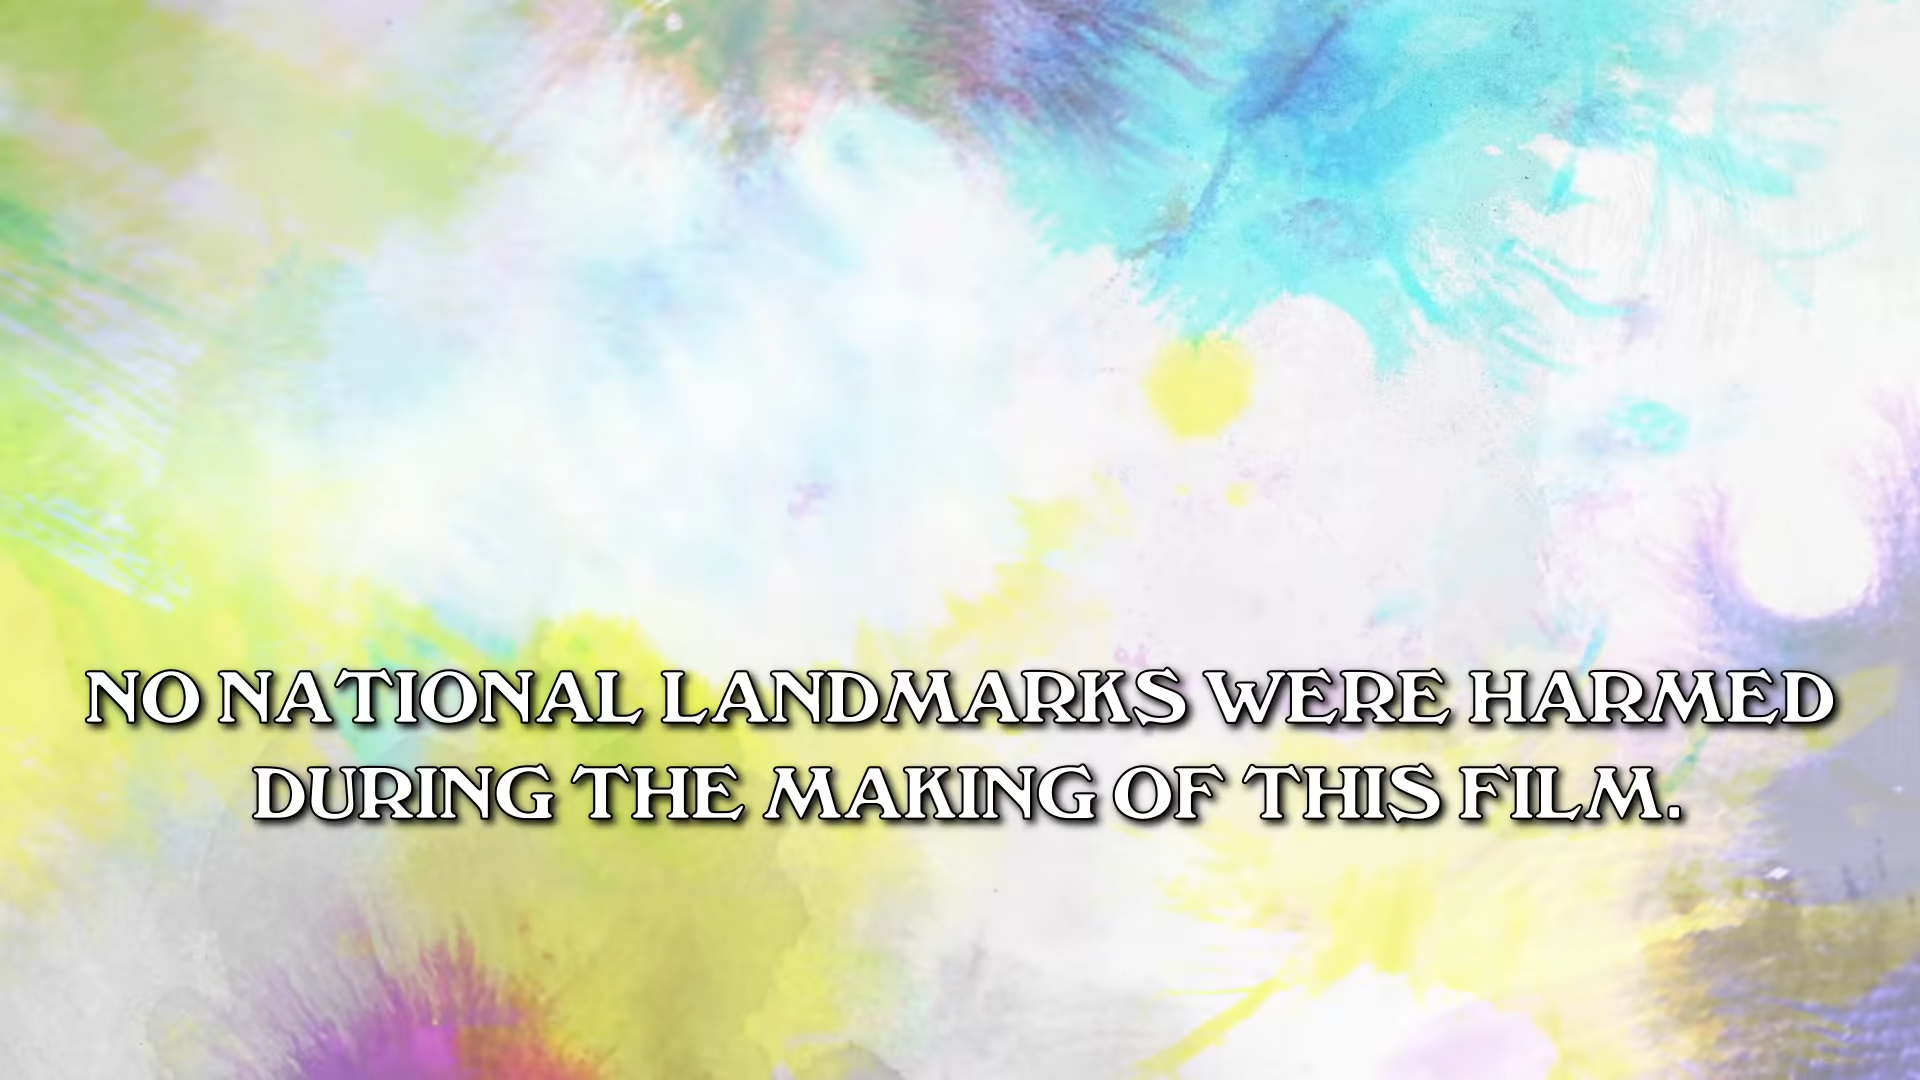 NO NATIONAL LANDMARKS WERE HARMED
DURING THE MAKING OF THIS FILM.